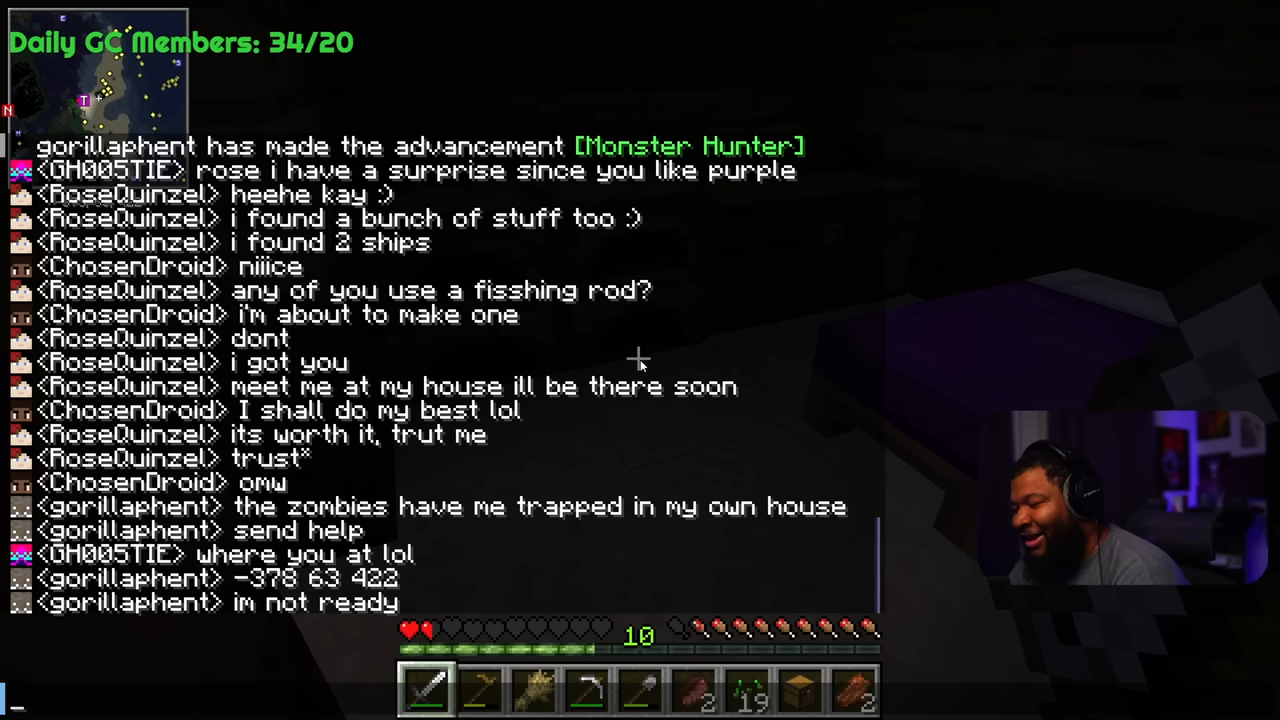 Daily GC Members: 34/20
N
T
gorillaphent has made the advancement [Monster Hunter]
<GH005TIE> rose i have a surprise since you like purple
<RoseQuinzel> heehe kay :)
<RoseQuinzel> i found a bunch of stuff too :)
<RoseQuinzel> i found 2 ships
<ChosenDroid> niiice
<RoseQuinzel> any of you use a fisshing rod?
<ChosenDroid> i'm about to make one
<RoseQuinzel> dont
<RoseQuinzel> i got you
<RoseQuinzel> meet me at my house ill be there soon
<ChosenDroid> I shall do my best lol
<RoseQuinzel> its worth it, trut me
<RoseQuinzel> trust*
<ChosenDroid> omw
<gorillaphent> the zombies have me trapped in my own house
<gorillaphent> send help
<GH005TIE> where you at lol
<gorillaphent> -378 63 422
<gorillaphent> im not ready
10
2
19
2
_